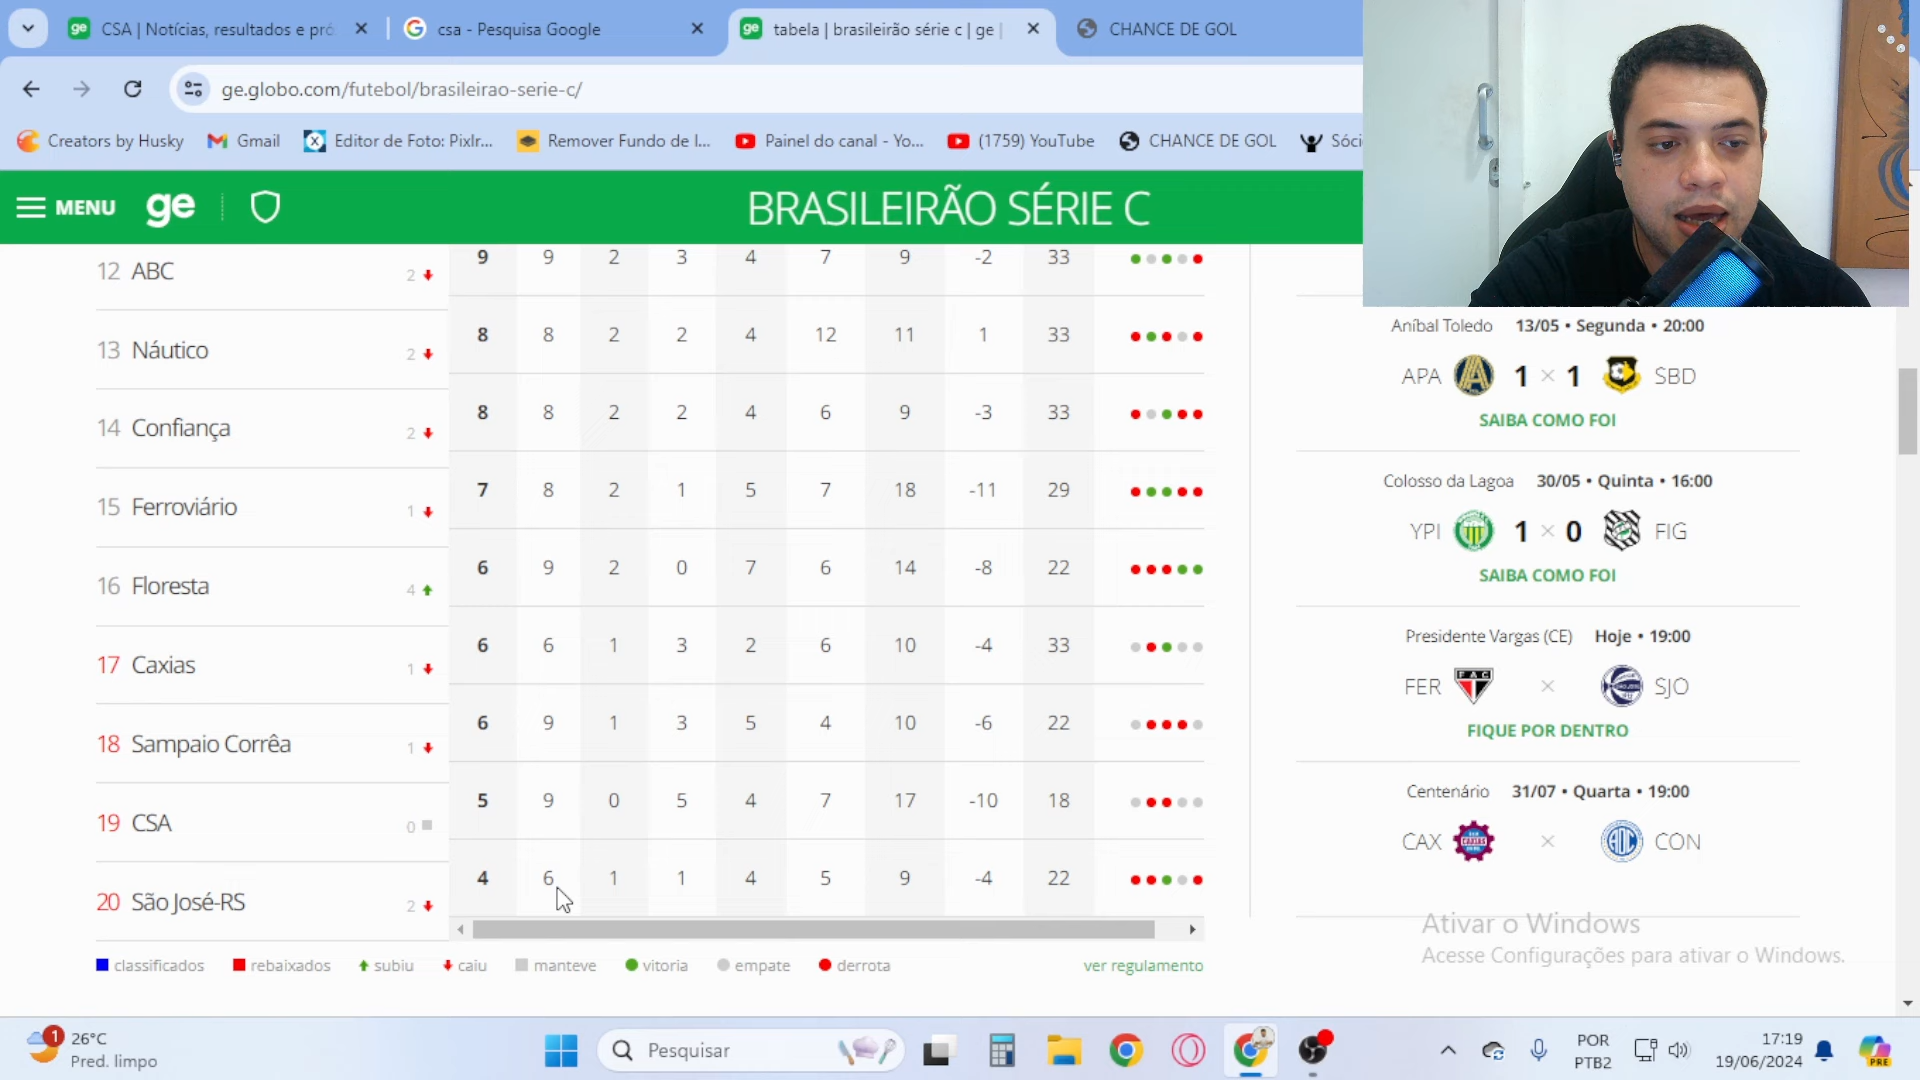 CSA | Notícias, resultados e pró
csa - Pesquisa Google
tabela | brasileirão série c | ge |
CHANCE DE GOL
ge.globo.com/futebol/brasileirao-serie-c/
Creators by Husky
Gmail
Editor de Foto: Pixlr...
Remover Fundo de I...
Painel do canal - Yo...
(1759) YouTube
CHANCE DE GOL
Sóci
MENU
ge
BRASILEIRÃO SÉRIE C
12 ABC 2 9 9 2 3 4 7 9 -2 33
13 Náutico 2 8 8 2 2 4 12 11 1 33
14 Confiança 2 8 8 2 2 4 6 9 -3 33
15 Ferroviário 1 7 8 2 1 5 7 18 -11 29
16 Floresta 4 6 9 2 0 7 6 14 -8 22
17 Caxias 1 6 6 1 3 2 6 10 -4 33
18 Sampaio Corrêa 1 6 9 1 3 5 4 10 -6 22
19 CSA 0 5 9 0 5 4 7 17 -10 18
20 São José-RS 2 4 6 1 1 4 5 9 -4 22
classificados rebaixados subiu caiu manteve vitoria empate derrota ver regulamento
Aníbal Toledo 13/05 • Segunda • 20:00
APA 1 × 1 SBD
SAIBA COMO FOI
Colosso da Lagoa 30/05 • Quinta • 16:00
YPI 1 × 0 FIG
SAIBA COMO FOI
Presidente Vargas (CE) Hoje • 19:00
FER × SJO
FIQUE POR DENTRO
Centenário 31/07 • Quarta • 19:00
CAX × CON
Ativar o Windows
Acesse Configurações para ativar o Windows.
1
26°C
Pred. limpo
Pesquisar
POR
PTB2
17:19
19/06/2024
PRE